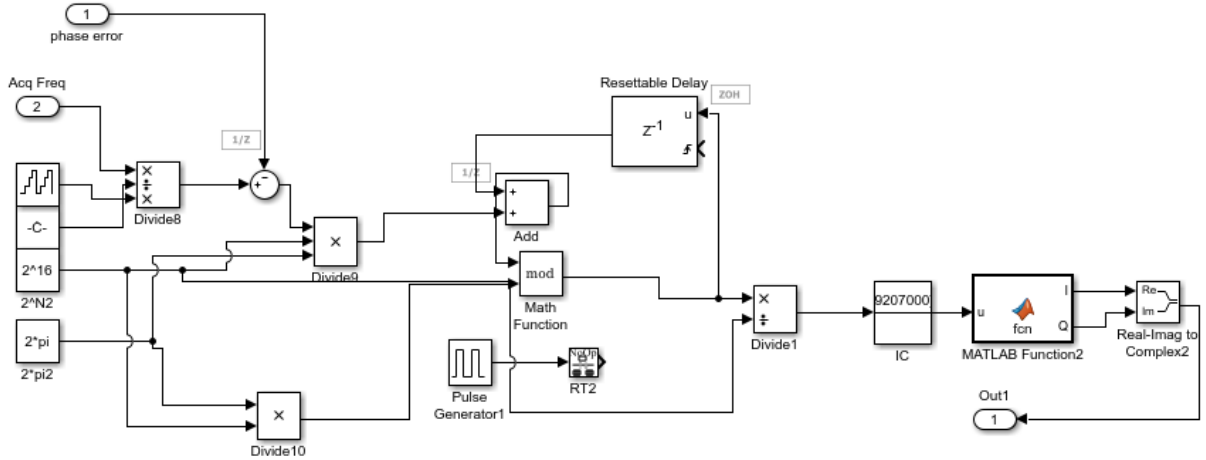 1
phase error
Acq Freq
2
Resettable Delay
ZOH
u
Z-1
1/Z
1/Z
×
÷
×
Divide8
+
-
-C-
2^16
2^N2
×
Divide9
+
+
Add
mod
Math
Function
2*pi
2*pi2
×
Divide10
Pulse
Generator1
NoOp
RT2
×
÷
Divide1
9207000
IC
u
fcn
I
Q
MATLAB Function2
Re
Im
Real-Imag to
Complex2
Out1
1